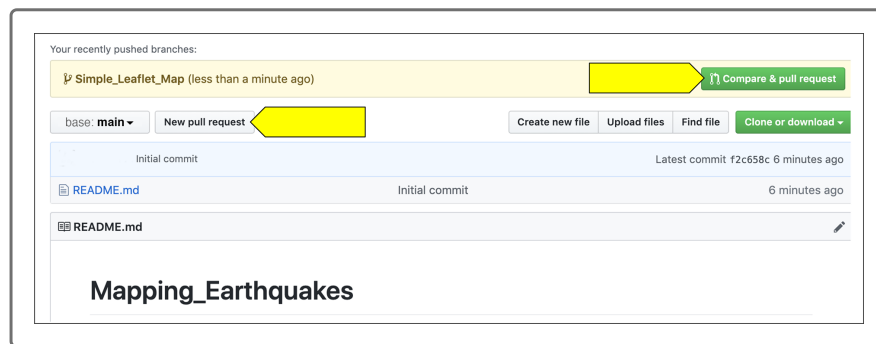 Your recently pushed branches:
Simple_Leaflet_Map (less than a minute ago)
Compare & pull request
base: main
New pull request
Create new file
Upload files
Find file
Clone or download
Initial commit
Latest commit f2c658c 6 minutes ago
README.md
Initial commit
6 minutes ago
README.md
Mapping_Earthquakes